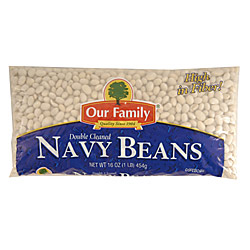 High
in Fiber!
Our Family
Quality Since 1904
Double Cleaned
NAVY BEANS
NET WT 16 OZ (1 LB) 454g